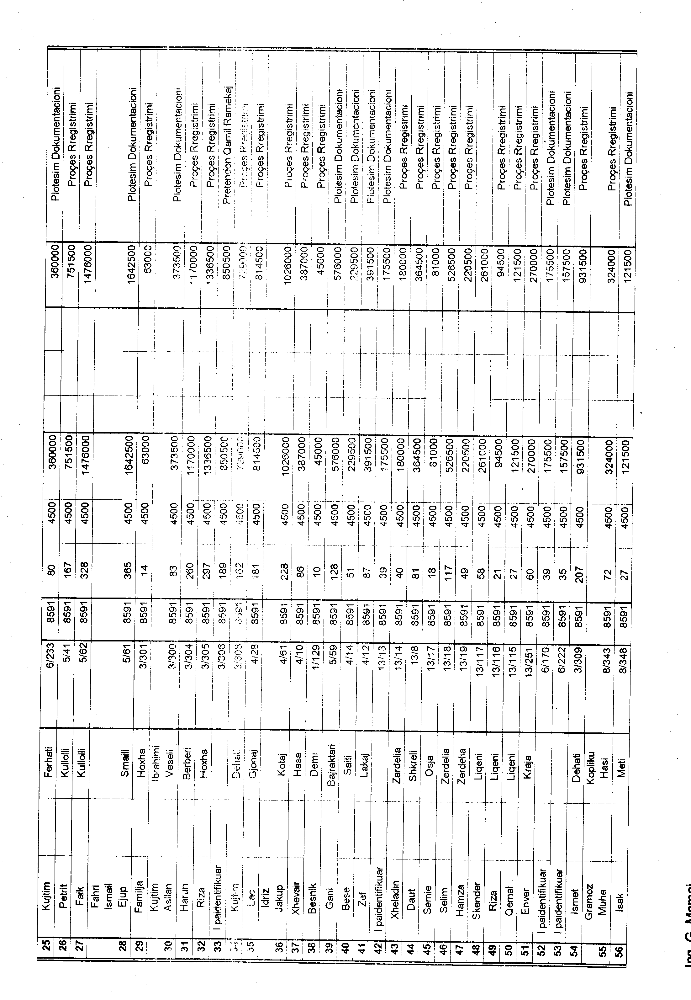 25 Kujtim Ferhati 6/233 8591 80 4500 360000 360000 Plotesim Dokumentacioni
26 Petrit Kullolli 5/41 8591 167 4500 751500 751500 Proçes Rregistrimi
27 Faik Kullolli 5/62 8591 328 4500 1476000 1476000 Proçes Rregistrimi
Fahri
Ismail
28 Ejup Smaili 5/61 8591 365 4500 1642500 1642500 Plotesim Dokumentacioni
29 Familja Hoxha 3/301 8591 14 4500 63000 63000 Proçes Rregistrimi
Kujtim Ibrahimi
30 Asllan Veseli 3/300 8591 83 4500 373500 373500 Plotesim Dokumentacioni
31 Harun Berberi 3/304 8591 260 4500 1170000 1170000 Proçes Rregistrimi
32 Riza Hoxha 3/305 8591 297 4500 1336500 1336500 Proçes Rregistrimi
33 I paidentifikuar 3/306 8591 189 4500 850500 850500 Pretendon Qamil Ramekaj
34 Kujtim Dehati 3/308 8591 162 4500 729000 729000 Proçes Rregistrimi
35 Lac Gjonaj 4/28 8591 181 4500 814500 814500 Proçes Rregistrimi
Idriz
36 Jakup Kotaj 4/61 8591 228 4500 1026000 1026000 Proçes Rregistrimi
37 Xhevair Hasa 4/10 8591 86 4500 387000 387000 Proçes Rregistrimi
38 Besnik Demi 1/129 8591 10 4500 45000 45000 Proçes Rregistrimi
39 Gani Bajraktari 5/59 8591 128 4500 576000 576000 Plotesim Dokumentacioni
40 Bese Saiti 4/14 8591 51 4500 229500 229500 Plotesim Dokumentacioni
41 Zef Lakaj 4/12 8591 87 4500 391500 391500 Plotesim Dokumentacioni
42 I paidentifikuar 13/13 8591 39 4500 175500 175500 Plotesim Dokumentacioni
43 Xheladin Zardelia 13/14 8591 40 4500 180000 180000 Proçes Rregistrimi
44 Daut Shkreli 13/8 8591 81 4500 364500 364500 Proçes Rregistrimi
45 Samie Osja 13/17 8591 18 4500 81000 81000 Proçes Rregistrimi
46 Selim Zerdelia 13/18 8591 117 4500 526500 526500 Proçes Rregistrimi
47 Hamza Zerdelia 13/19 8591 49 4500 220500 220500 Proçes Rregistrimi
48 Skender Liqeni 13/117 8591 58 4500 261000 261000
49 Riza Liqeni 13/116 8591 21 4500 94500 94500 Proçes Rregistrimi
50 Qemal Liqeni 13/115 8591 27 4500 121500 121500 Proçes Rregistrimi
51 Enver Kraja 13/251 8591 60 4500 270000 270000 Proçes Rregistrimi
52 I paidentifikuar 6/170 8591 39 4500 175500 175500 Plotesim Dokumentacioni
53 I paidentifikuar 6/222 8591 35 4500 157500 157500 Plotesim Dokumentacioni
54 Ismet Dehati 3/309 8591 207 4500 931500 931500 Proçes Rregistrimi
Gramoz Kopliku
55 Muha Hasi 8/343 8591 72 4500 324000 324000 Proçes Rregistrimi
56 Isak Meti 8/348 8591 27 4500 121500 121500 Plotesim Dokumentacioni